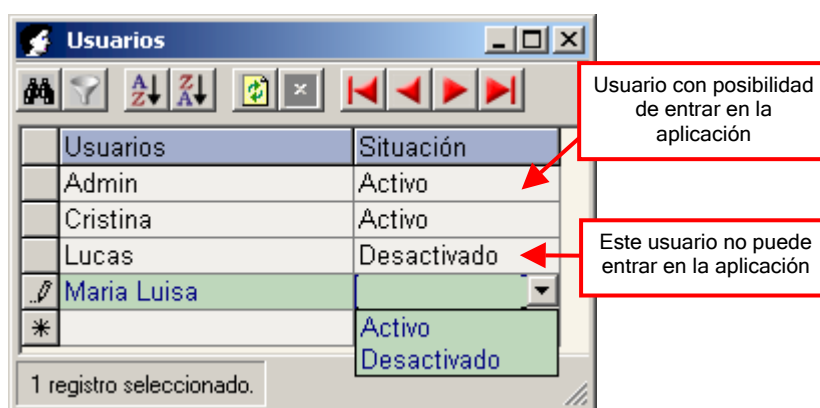 Usuarios
A
Z
Z
A
Usuario con posibilidad
de entrar en la
aplicación
Usuarios Situación
Admin Activo
Cristina Activo
Lucas Desactivado
Este usuario no puede
entrar en la aplicación
Maria Luisa
Activo
Desactivado
1 registro seleccionado.